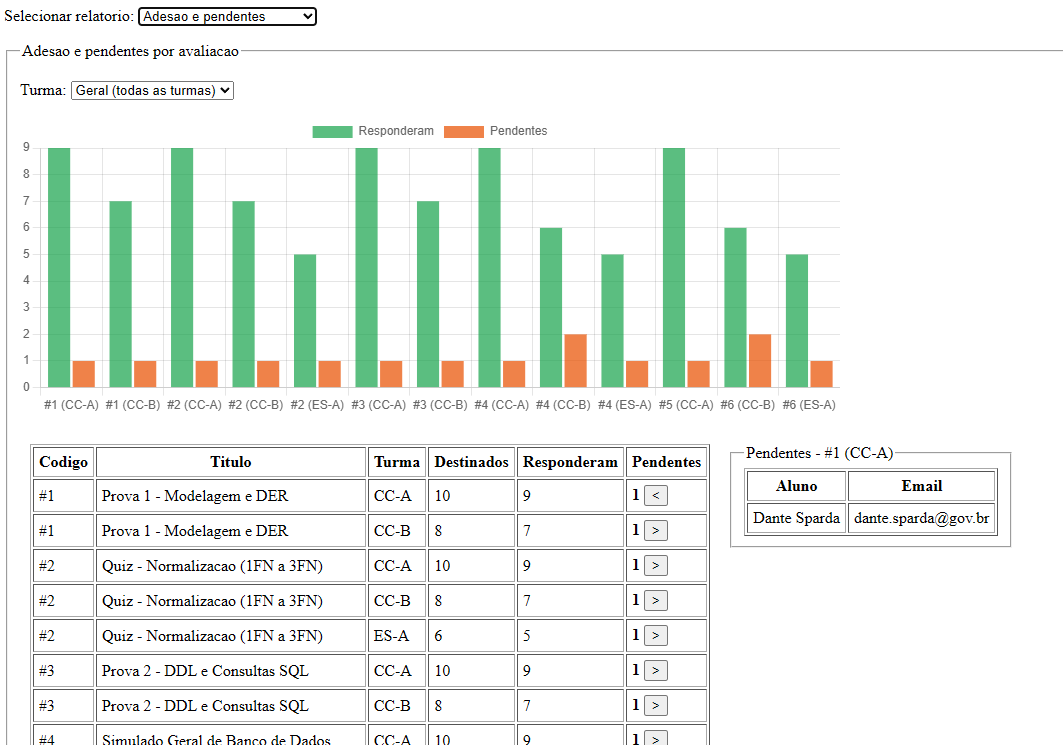 Selecionar relatorio: Adesao e pendentes
Adesao e pendentes por avaliacao
Turma: Geral (todas as turmas)
Responderam Pendentes
9
8
7
6
5
4
3
2
1
0
#1 (CC-A) #1 (CC-B) #2 (CC-A) #2 (CC-B) #2 (ES-A) #3 (CC-A) #3 (CC-B) #4 (CC-A) #4 (CC-B) #4 (ES-A) #5 (CC-A) #6 (CC-B) #6 (ES-A)
Codigo Titulo Turma Destinados Responderam Pendentes
#1 Prova 1 - Modelagem e DER CC-A 10 9 1 <
#1 Prova 1 - Modelagem e DER CC-B 8 7 1 >
#2 Quiz - Normalizacao (1FN a 3FN) CC-A 10 9 1 >
#2 Quiz - Normalizacao (1FN a 3FN) CC-B 8 7 1 >
#2 Quiz - Normalizacao (1FN a 3FN) ES-A 6 5 1 >
#3 Prova 2 - DDL e Consultas SQL CC-A 10 9 1 >
#3 Prova 2 - DDL e Consultas SQL CC-B 8 7 1 >
#4 Simulado Geral de Banco de Dados CC-A 10 9 1 >
Pendentes - #1 (CC-A)
Aluno Email
Dante Sparda dante.sparda@gov.br